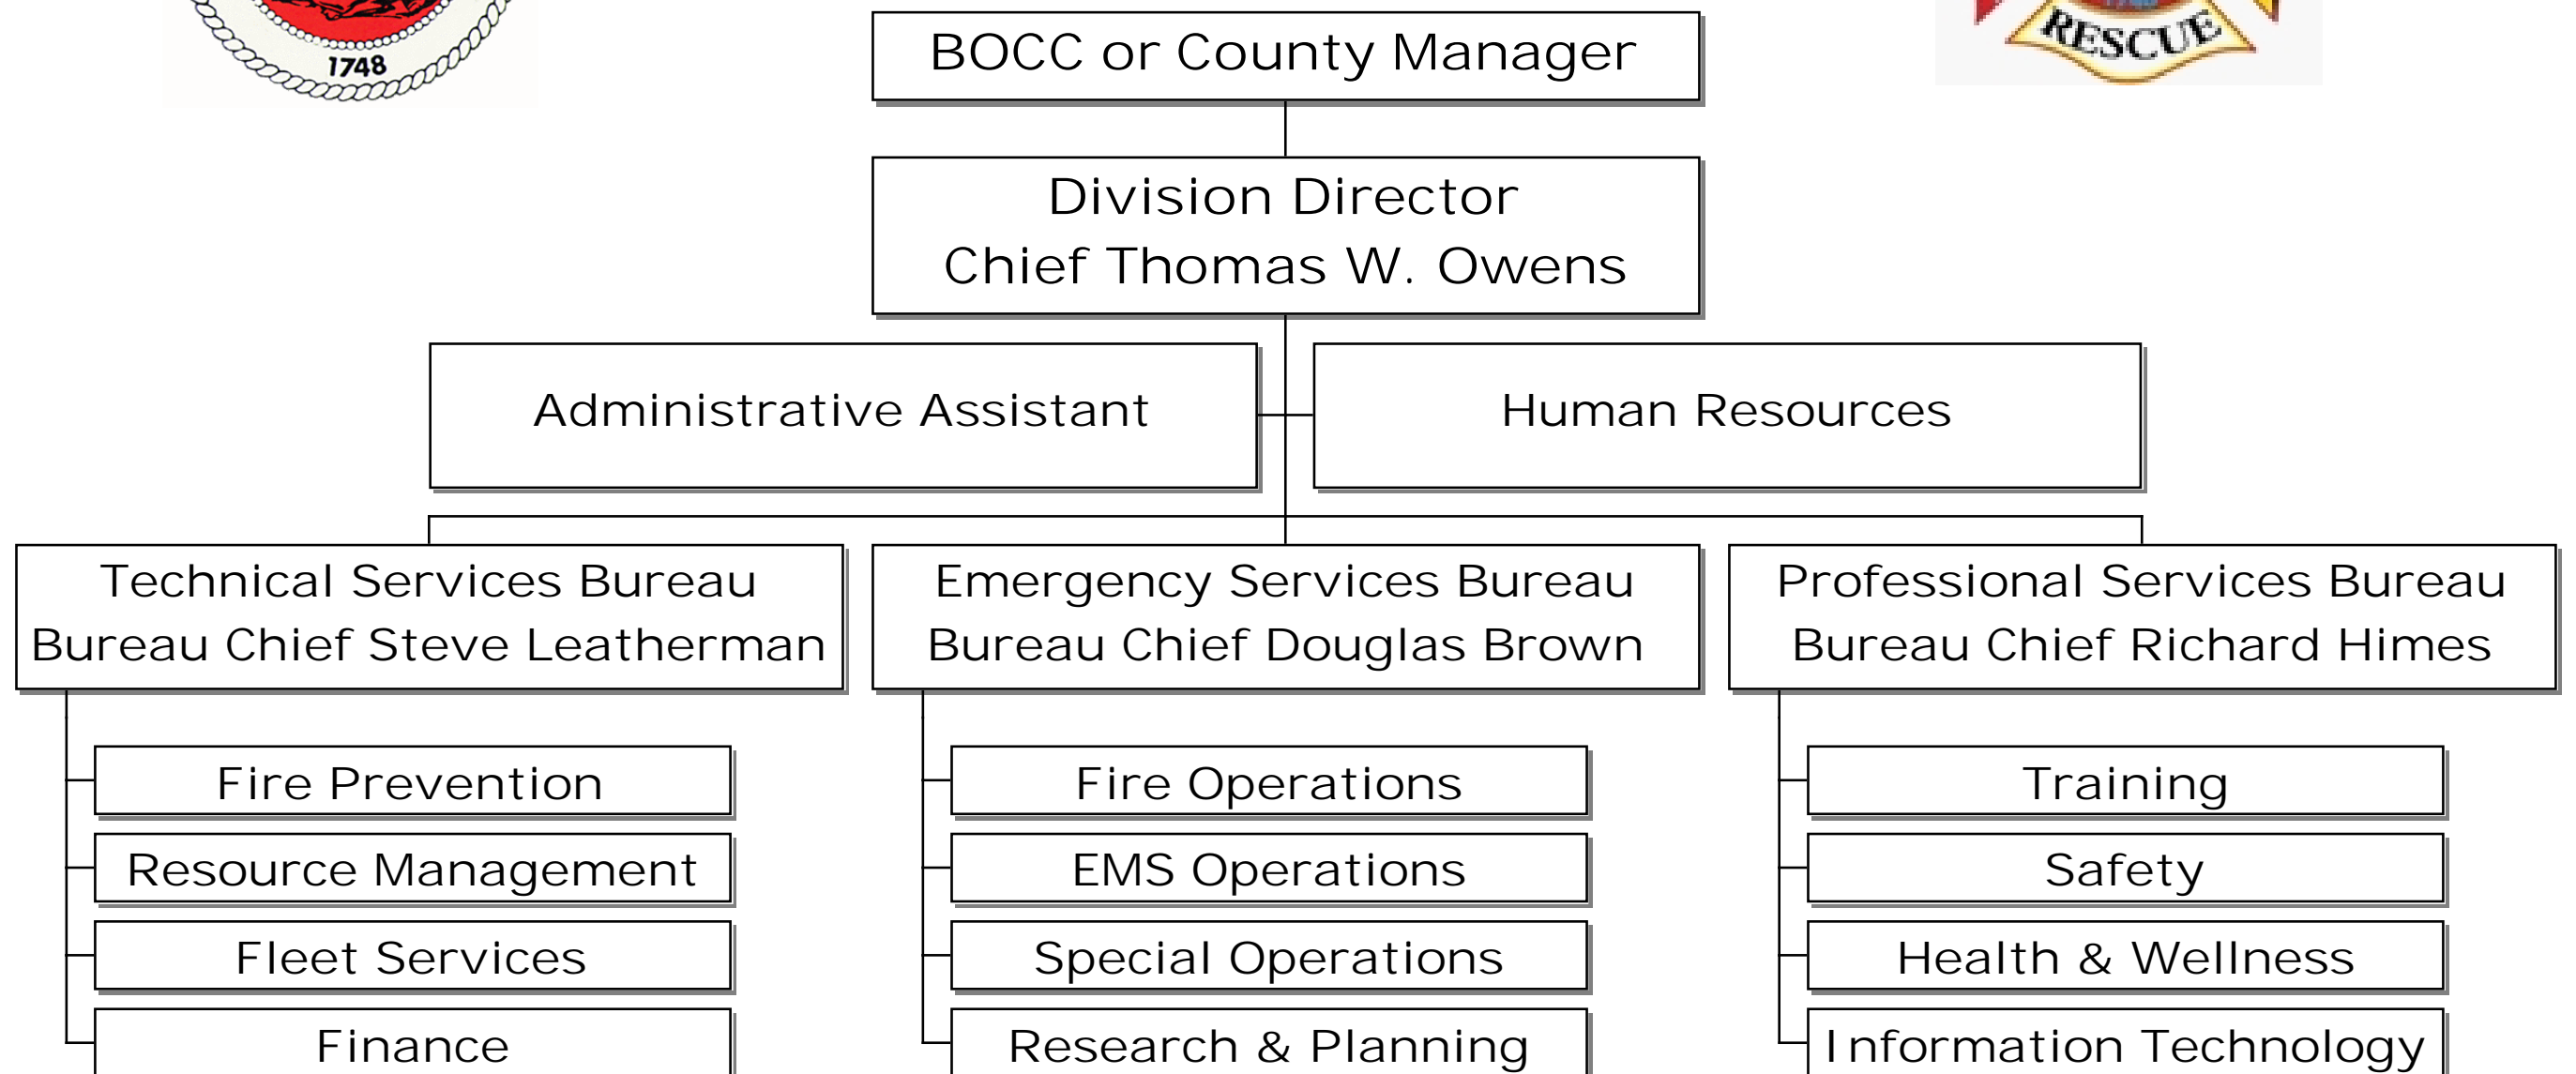 1748
RESCUE
BOCC or County Manager
Division Director
Chief Thomas W. Owens
Administrative Assistant
Human Resources
Technical Services Bureau
Bureau Chief Steve Leatherman
Emergency Services Bureau
Bureau Chief Douglas Brown
Professional Services Bureau
Bureau Chief Richard Himes
Fire Prevention
Resource Management
Fleet Services
Finance
Fire Operations
EMS Operations
Special Operations
Research & Planning
Training
Safety
Health & Wellness
Information Technology